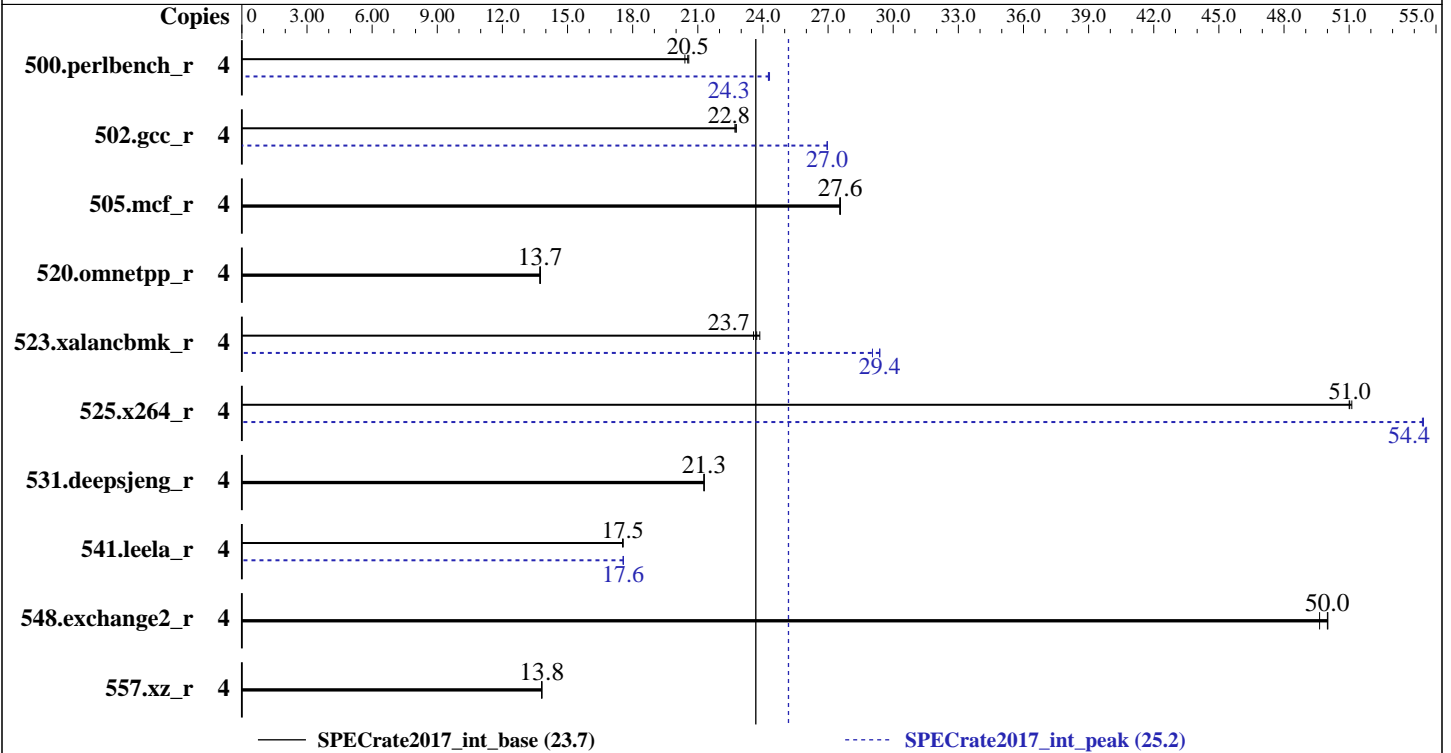 Copies 0 3.00 6.00 9.00 12.0 15.0 18.0 21.0 24.0 27.0 30.0 33.0 36.0 39.0 42.0 45.0 48.0 51.0 55.0
20.5
500.perlbench_r 4
24.3
22.8
502.gcc_r 4
27.0
27.6
505.mcf_r 4
13.7
520.omnetpp_r 4
23.7
523.xalancbmk_r 4
29.4
51.0
525.x264_r 4
54.4
21.3
531.deepsjeng_r 4
17.5
541.leela_r 4
17.6
50.0
548.exchange2_r 4
13.8
557.xz_r 4
SPECrate2017_int_base (23.7) SPECrate2017_int_peak (25.2)